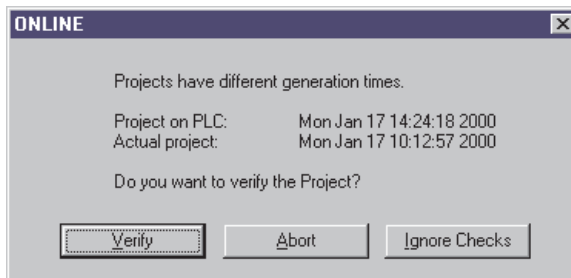 ONLINE
Projects have different generation times.
Project on PLC: Mon Jan 17 14:24:18 2000
Actual project: Mon Jan 17 10:12:57 2000
Do you want to verify the Project?
Verify Abort Ignore Checks